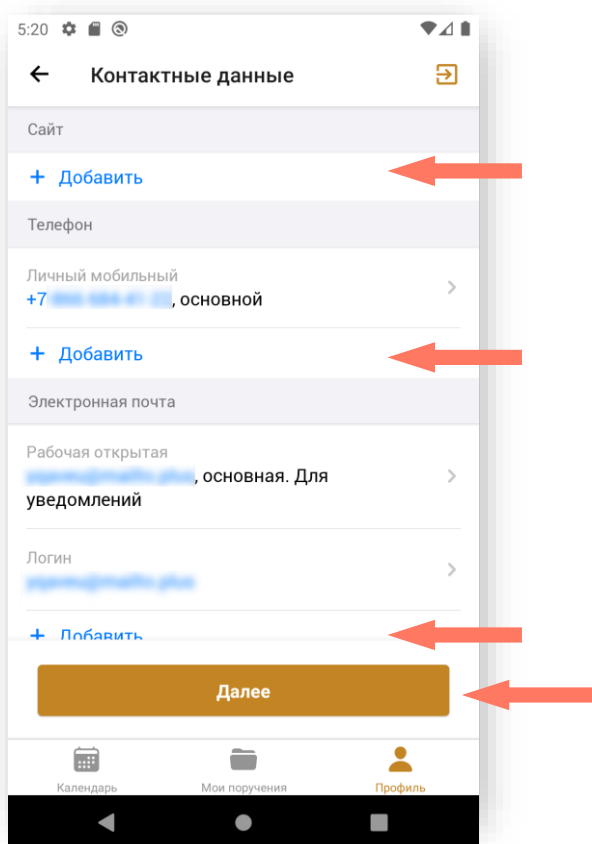 5:20
Контактные данные
Сайт
+ Добавить
Телефон
Личный мобильный
+7 , основной
+ Добавить
Электронная почта
Рабочая открытая
, основная. Для
уведомлений
Логин
+ Добавить
Далее
Календарь Мои поручения Профиль